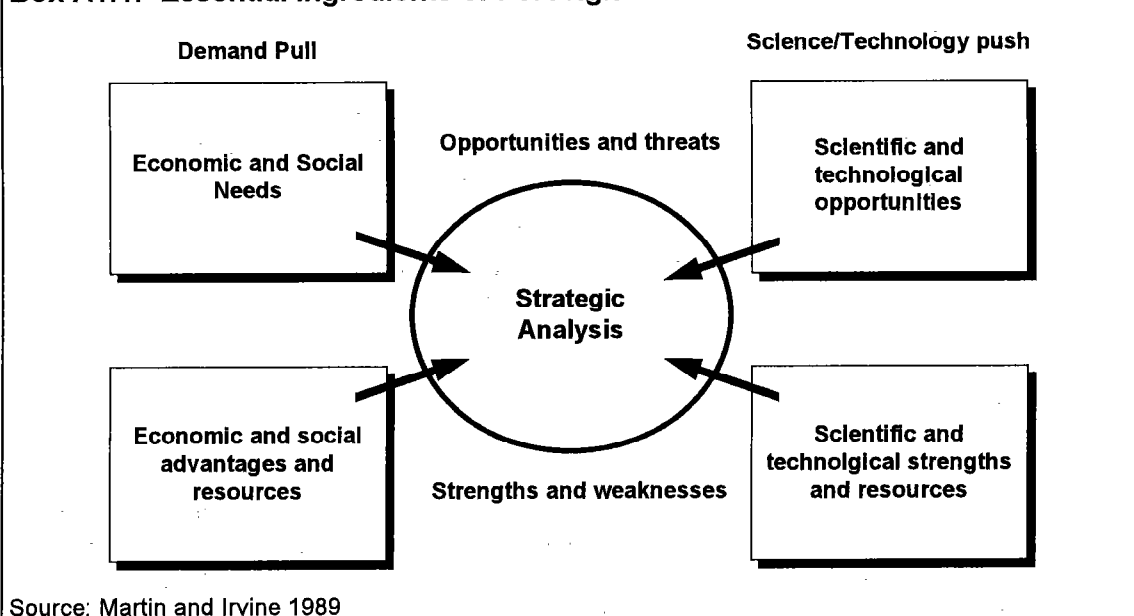 Demand Pull
Science/Technology push
Economic and Social
Needs
Opportunities and threats
Scientific and
technological
opportunities
Strategic
Analysis
Economic and social
advantages and
resources
Strengths and weaknesses
Scientific and
technolgical strengths
and resources
Source: Martin and Irvine 1989